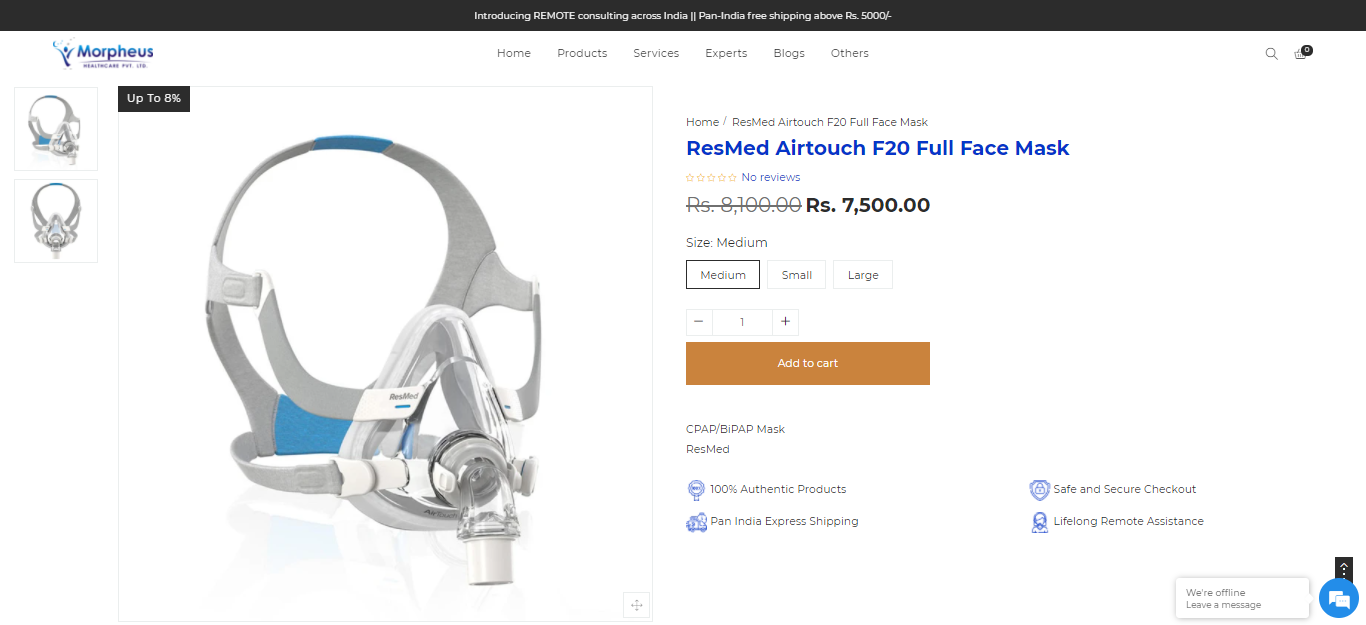 Introducing REMOTE consulting across India || Pan-India free shipping above Rs. 5000/-
Morpheus
HEALTHCARE PVT. LTD.
Home Products Services Experts Blogs Others
0
Up To 8%
Home / ResMed Airtouch F20 Full Face Mask
ResMed Airtouch F20 Full Face Mask
No reviews
Rs. 8,100.00 Rs. 7,500.00
Size: Medium
Medium Small Large
− 1 +
Add to cart
ResMed
Airtouch
CPAP/BiPAP Mask
ResMed
100% Authentic Products
Safe and Secure Checkout
Pan India Express Shipping
Lifelong Remote Assistance
We're offline
Leave a message